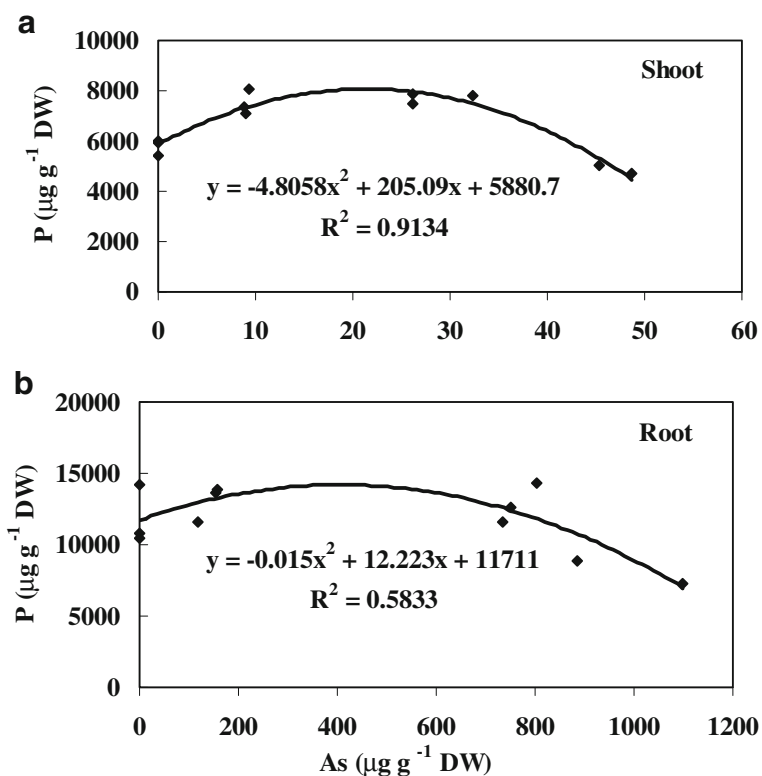 a
10000
8000
6000
4000
2000
0
P (µg g⁻¹ DW)
Shoot
y = -4.8058x² + 205.09x + 5880.7
R² = 0.9134
0 10 20 30 40 50 60
b
20000
15000
10000
5000
0
P (µg g⁻¹ DW)
Root
y = -0.015x² + 12.223x + 11711
R² = 0.5833
0 200 400 600 800 1000 1200
As (µg g⁻¹ DW)